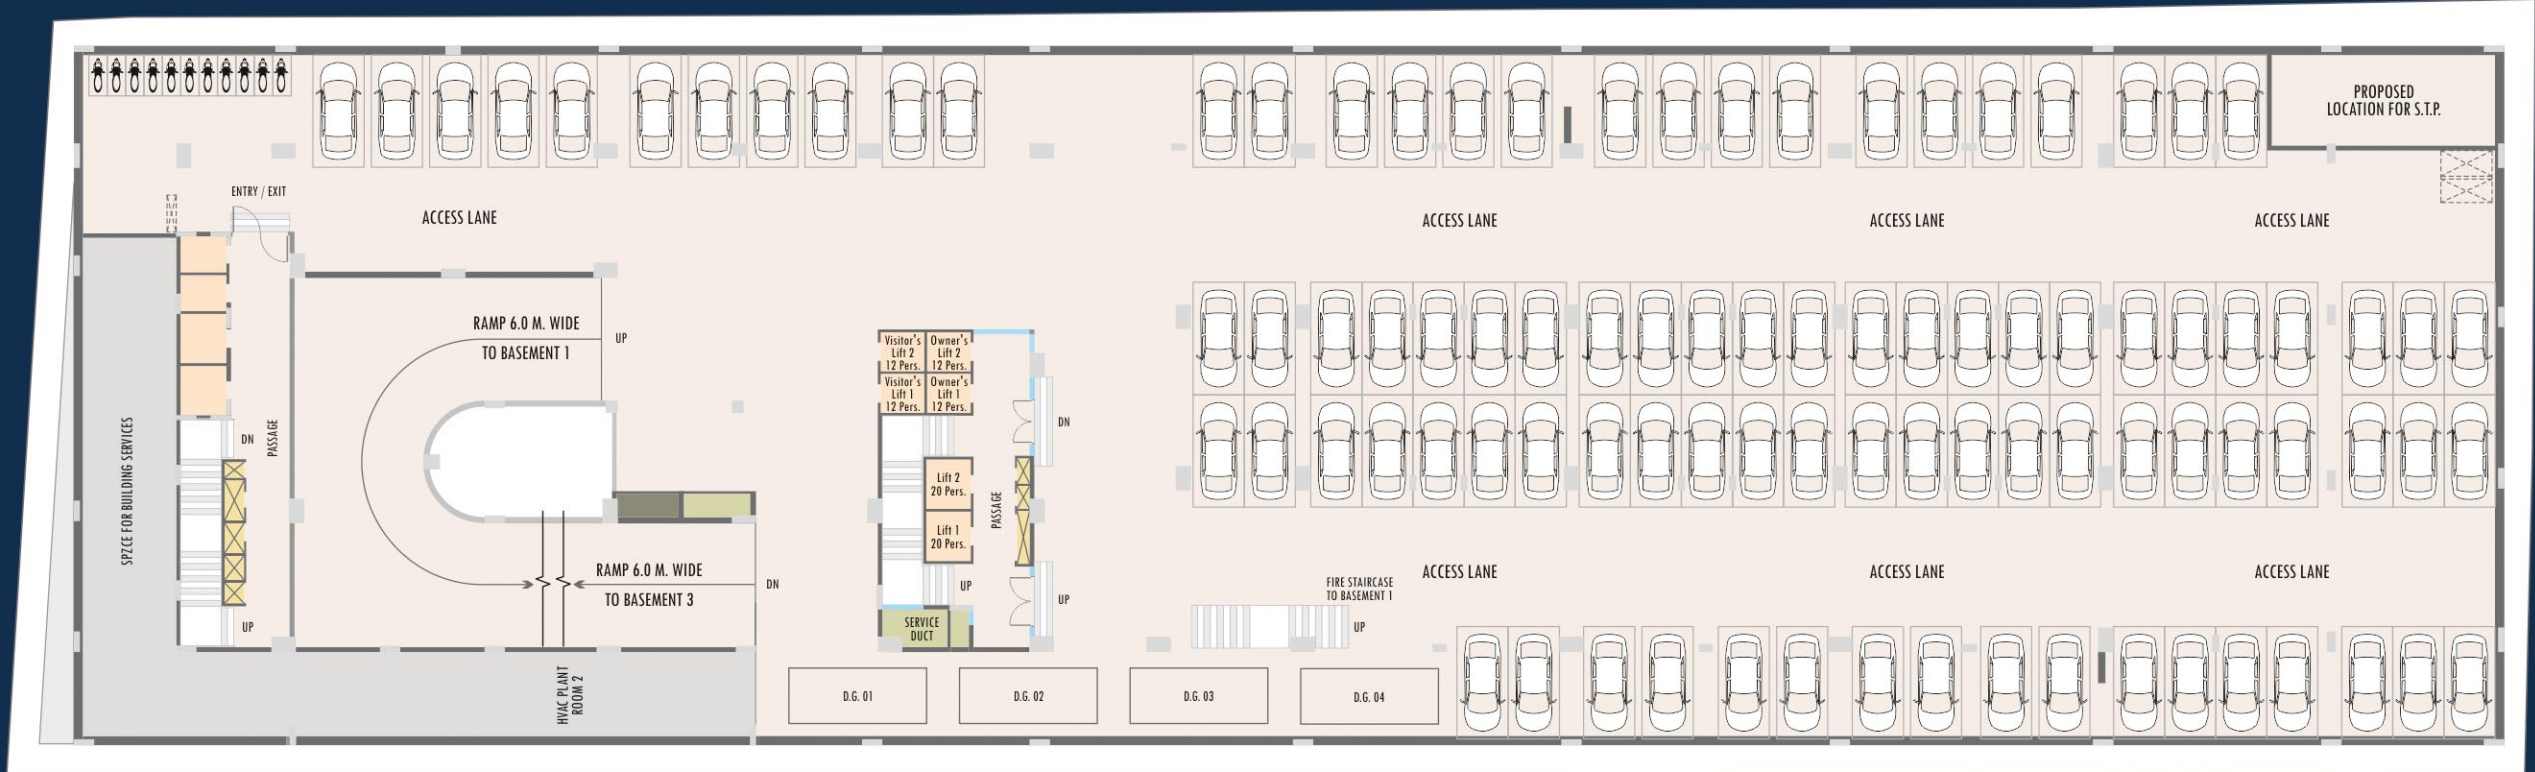 PROPOSED
LOCATION FOR S.T.P.
ENTRY / EXIT
ACCESS LANE
ACCESS LANE
ACCESS LANE
ACCESS LANE
RAMP 6.0 M. WIDE
TO BASEMENT 1
UP
Visitor's
Lift 2
12 Pers.
Owner's
Lift 2
12 Pers.
Visitor's
Lift 1
12 Pers.
Owner's
Lift 1
12 Pers.
DN
DN
PASSAGE
SPZCE FOR BUILDING SERVICES
Lift 2
20 Pers.
Lift 1
20 Pers.
PASSAGE
RAMP 6.0 M. WIDE
TO BASEMENT 3
DN
UP
UP
ACCESS LANE
ACCESS LANE
ACCESS LANE
FIRE STAIRCASE
TO BASEMENT 1
UP
UP
SERVICE
DUCT
HVAC PLANT
ROOM 2
D.G. 01
D.G. 02
D.G. 03
D.G. 04